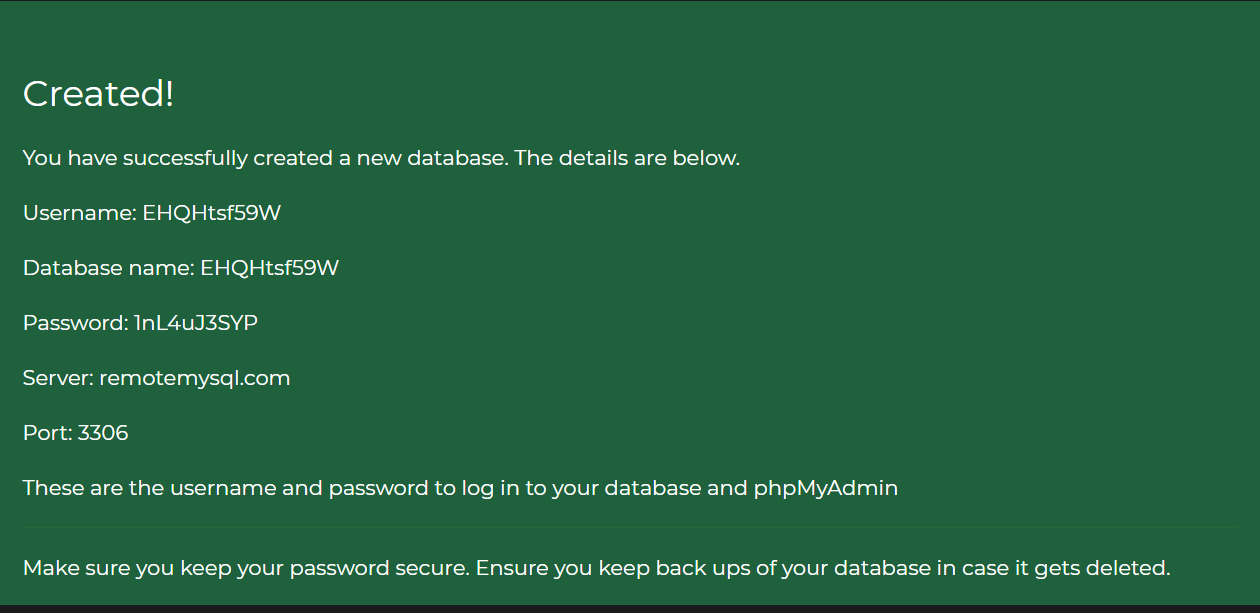 Created!
You have successfully created a new database. The details are below.
Username: EHQHtsf59W
Database name: EHQHtsf59W
Password: 1nL4uJ3SYP
Server: remotemysql.com
Port: 3306
These are the username and password to log in to your database and phpMyAdmin
Make sure you keep your password secure. Ensure you keep back ups of your database in case it gets deleted.